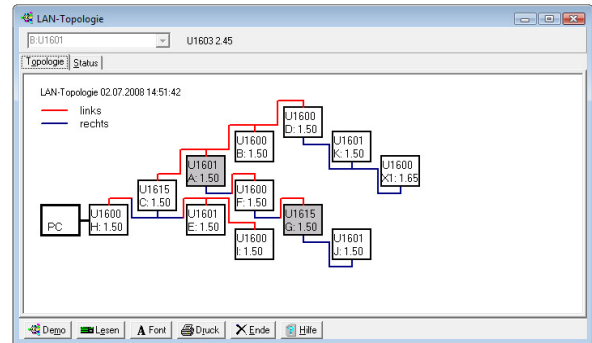 LAN-Topologie
B:U1601
U1603 2.45
Topologie
Status
LAN-Topologie 02.07.2008 14:51:42
links
rechts
U1600
D: 1.50
U1600
B: 1.50
U1601
K: 1.50
U1601
A: 1.50
U1600
X1: 1.65
U1615
C: 1.50
U1600
F: 1.50
PC
U1600
H: 1.50
U1601
E: 1.50
U1615
G: 1.50
U1600
I: 1.50
U1601
J: 1.50
Demo
Lesen
A Font
Druck
Ende
Hilfe